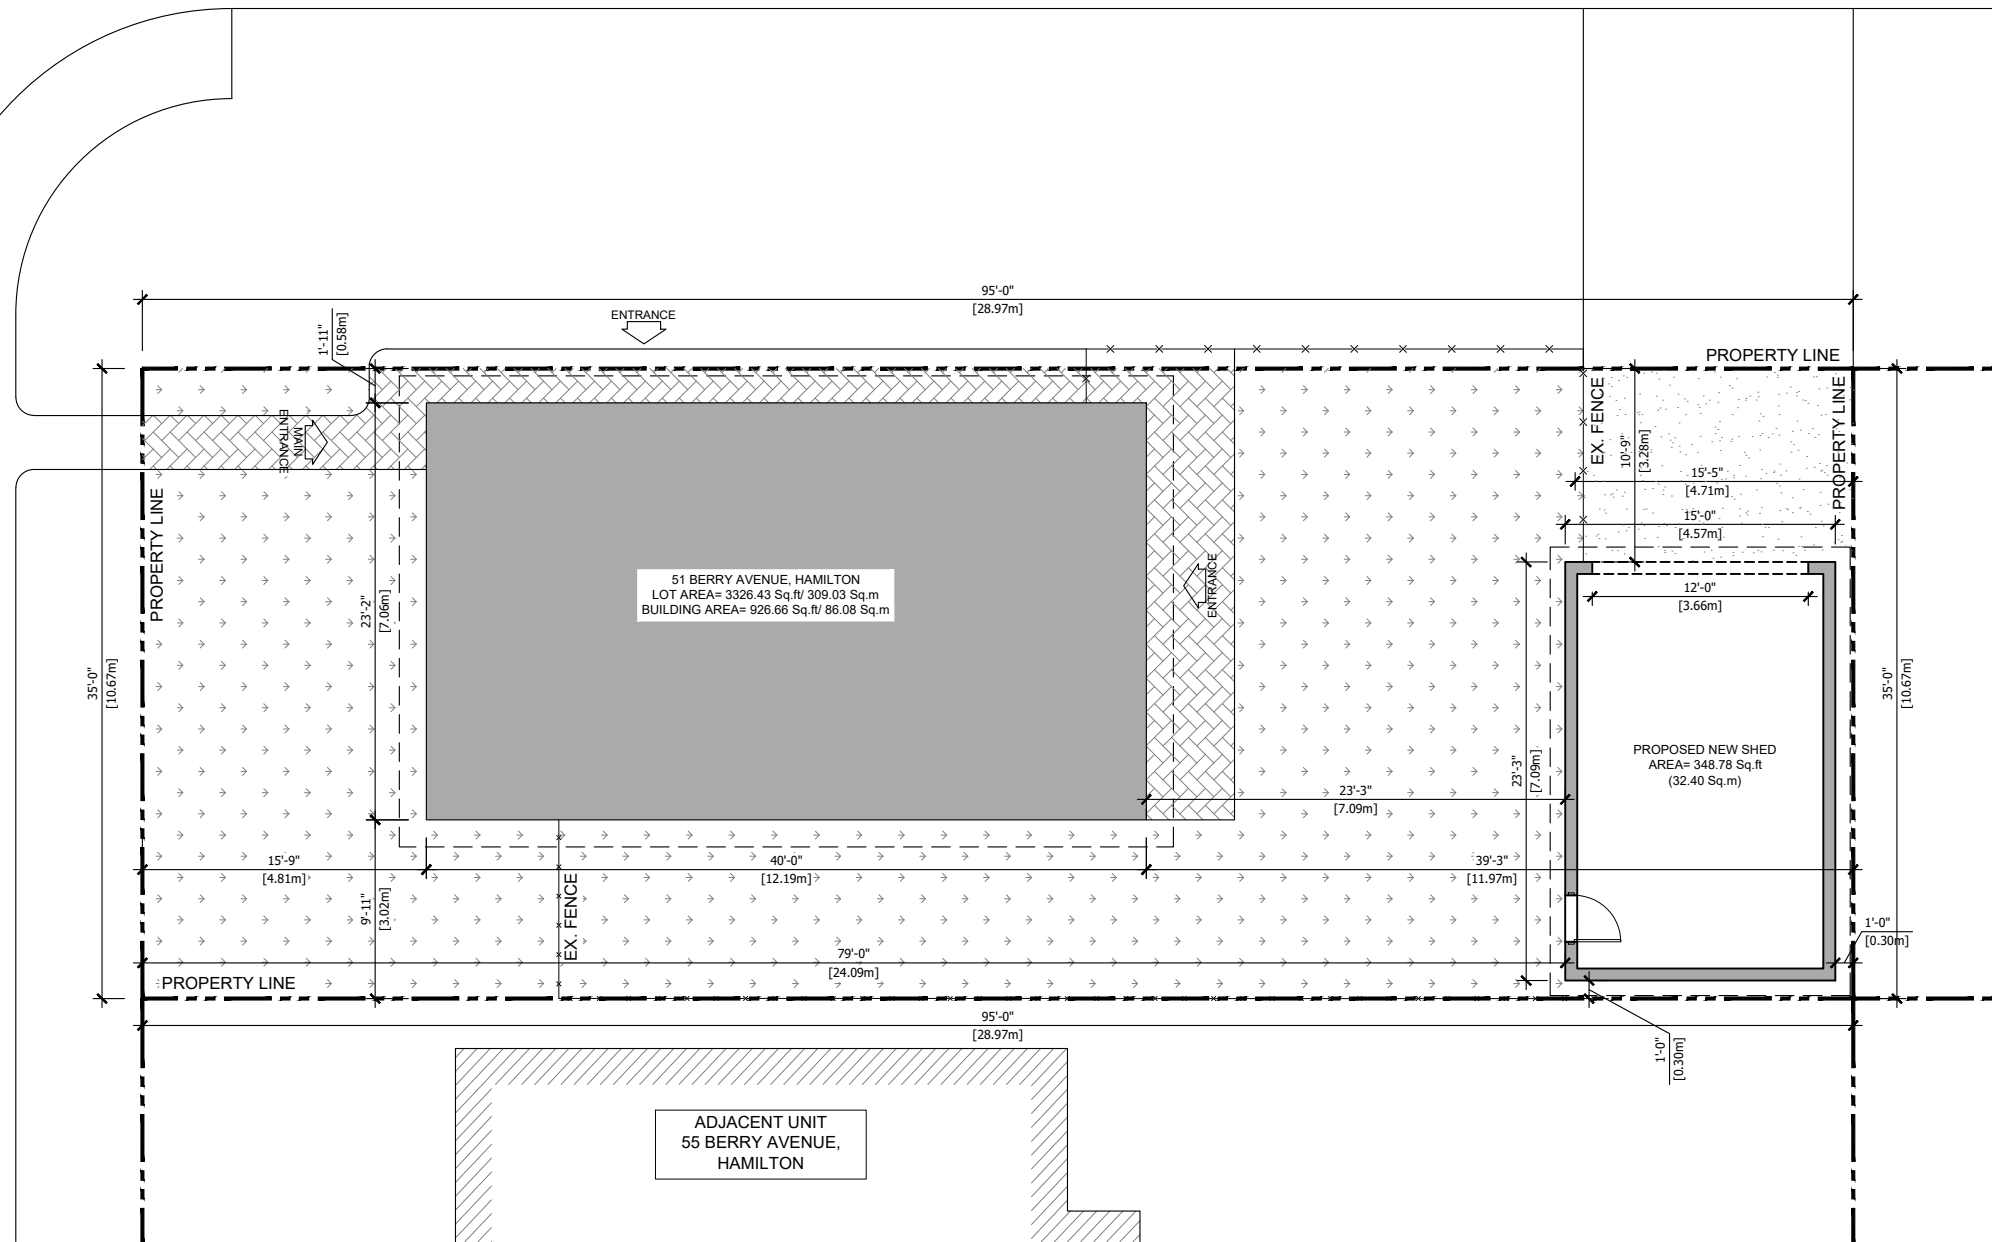 95'-0"
[28.97m]
ENTRANCE
1'-11"
[0.58m]
PROPERTY LINE
EX. FENCE
10'-9"
[3.28m]
PROPERTY LINE
MAIN
ENTRANCE
15'-5"
[4.71m]
15'-0"
[4.57m]
PROPERTY LINE
51 BERRY AVENUE, HAMILTON
LOT AREA= 3326.43 Sq.ft/ 309.03 Sq.m
BUILDING AREA= 926.66 Sq.ft/ 86.08 Sq.m
ENTRANCE
12'-0"
[3.66m]
23'-2"
[7.06m]
35'-0"
[10.67m]
35'-0"
[10.67m]
PROPOSED NEW SHED
AREA= 348.78 Sq.ft
(32.40 Sq.m)
23'-3"
[7.09m]
23'-3"
[7.09m]
15'-9"
[4.81m]
40'-0"
[12.19m]
39'-3"
[11.97m]
9'-11"
[3.02m]
EX. FENCE
1'-0"
[0.30m]
79'-0"
[24.09m]
PROPERTY LINE
95'-0"
[28.97m]
1'-0"
[0.30m]
ADJACENT UNIT
55 BERRY AVENUE,
HAMILTON